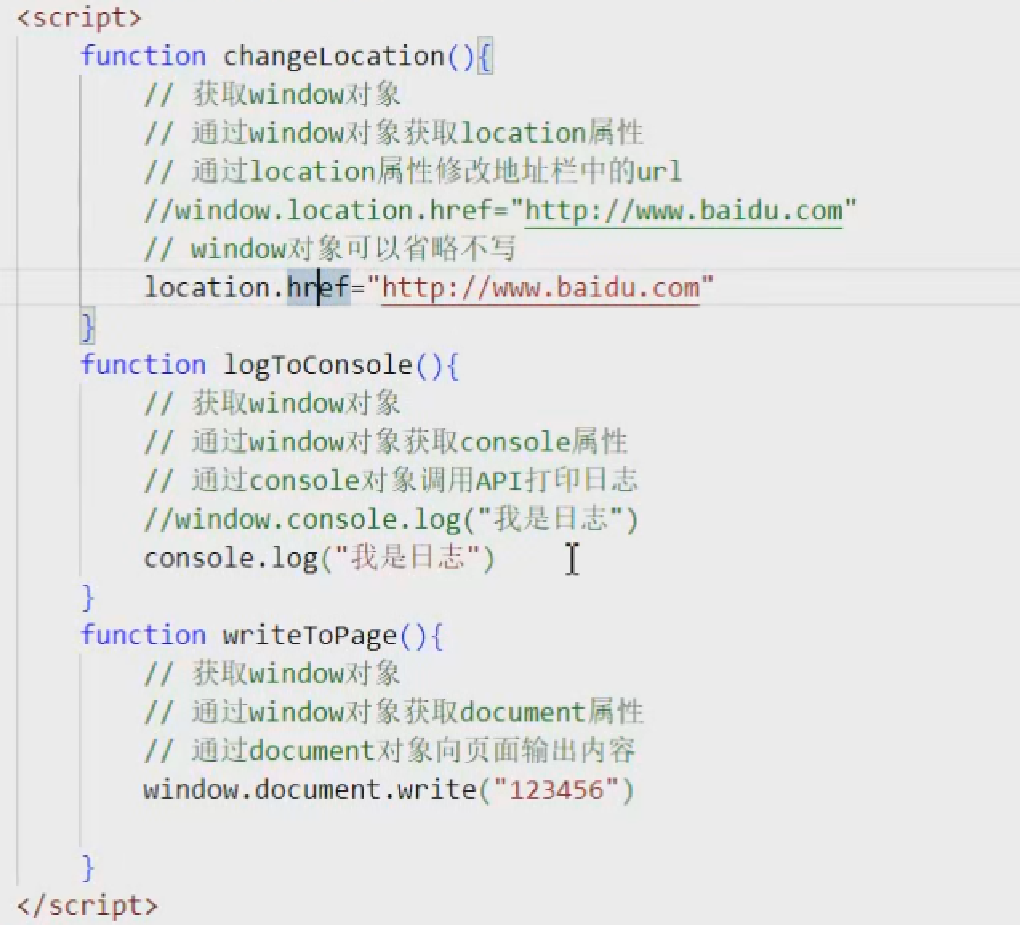 <script>
function changeLocation(){
// 获取window对象
// 通过window对象获取location属性
// 通过location属性修改地址栏中的url
//window.location.href="http://www.baidu.com"
// window对象可以省略不写
location.href="http://www.baidu.com"
}
function logToConsole(){
// 获取window对象
// 通过window对象获取console属性
// 通过console对象调用API打印日志
//window.console.log("我是日志")
console.log("我是日志")
}
function writeToPage(){
// 获取window对象
// 通过window对象获取document属性
// 通过document对象向页面输出内容
window.document.write("123456")
}
</script>